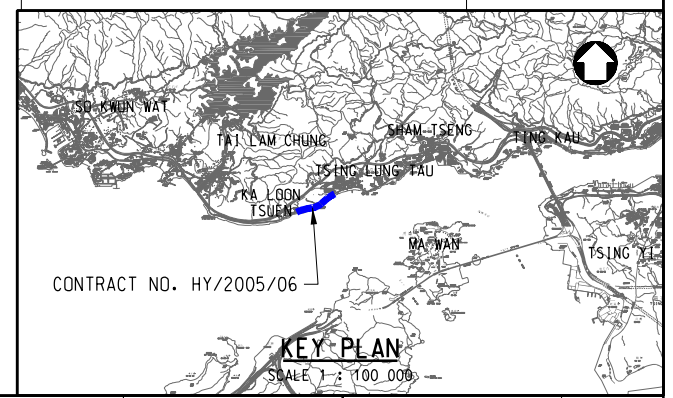 SO KWUN WAT
TAI LAM CHUNG
SHAM TSENG
TING KAU
TSING LUNG TAU
KA LOON
TSUEN
MA WAN
TSING YI
CONTRACT NO. HY/2005/06
KEY PLAN
SCALE 1 : 100 000